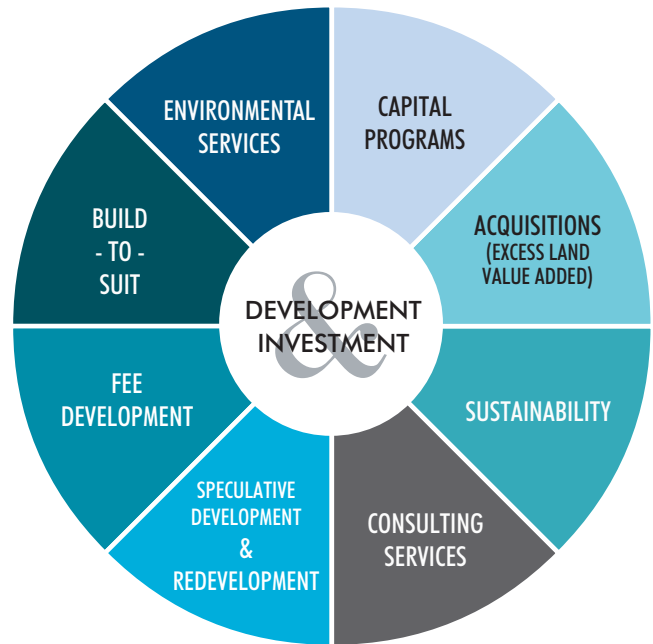 ENVIRONMENTAL
SERVICES
CAPITAL
PROGRAMS
ACQUISITIONS
(EXCESS LAND
VALUE ADDED)
SUSTAINABILITY
CONSULTING
SERVICES
SPECULATIVE
DEVELOPMENT
&
REDEVELOPMENT
FEE
DEVELOPMENT
BUILD
- TO -
SUIT
DEVELOPMENT
&
INVESTMENT